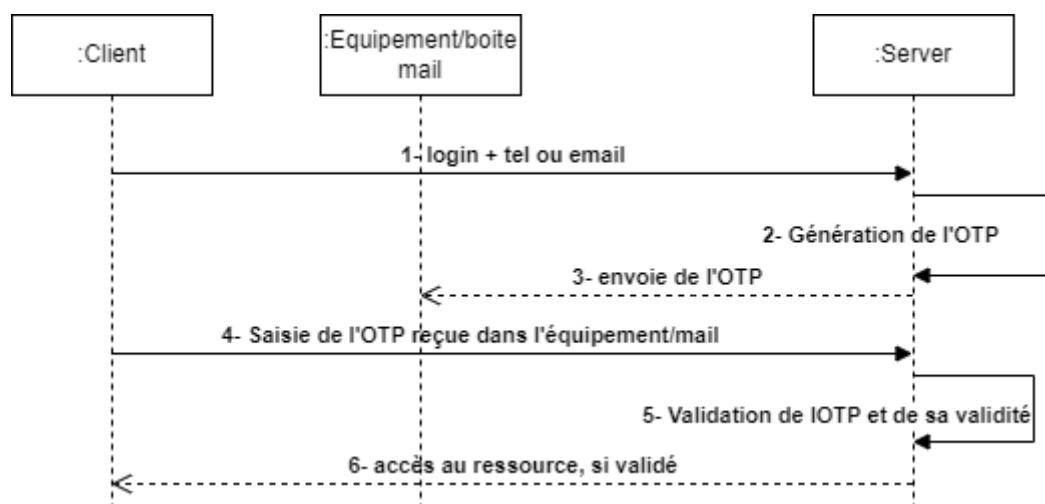 :Client
:Equipement/boite
mail
:Server
1- login + tel ou email
2- Génération de l'OTP
3- envoie de l'OTP
4- Saisie de l'OTP reçue dans l'équipement/mail
5- Validation de lOTP et de sa validité
6- accès au ressource, si validé